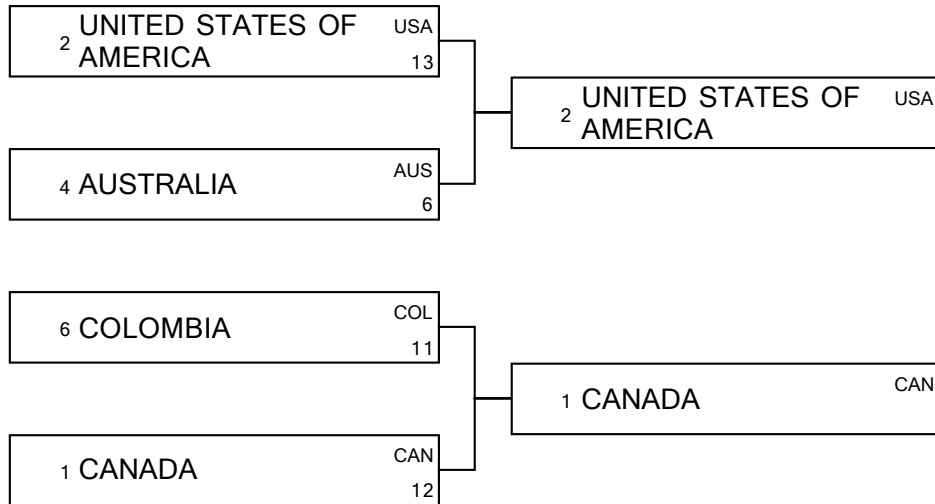 2 UNITED STATES OF AMERICA USA 13
2 UNITED STATES OF AMERICA USA
4 AUSTRALIA AUS 6
6 COLOMBIA COL 11
1 CANADA CAN
1 CANADA CAN 12